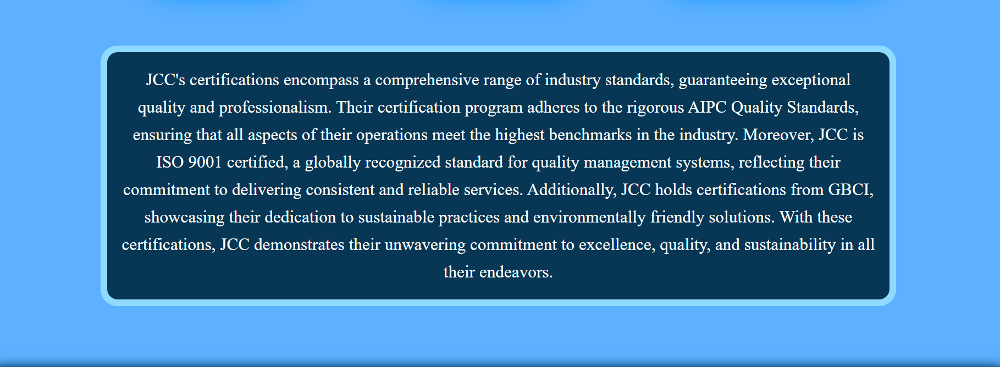 JCC's certifications encompass a comprehensive range of industry standards, guaranteeing exceptional
quality and professionalism. Their certification program adheres to the rigorous AIPC Quality Standards,
ensuring that all aspects of their operations meet the highest benchmarks in the industry. Moreover, JCC is
ISO 9001 certified, a globally recognized standard for quality management systems, reflecting their
commitment to delivering consistent and reliable services. Additionally, JCC holds certifications from GBCI,
showcasing their dedication to sustainable practices and environmentally friendly solutions. With these
certifications, JCC demonstrates their unwavering commitment to excellence, quality, and sustainability in all
their endeavors.